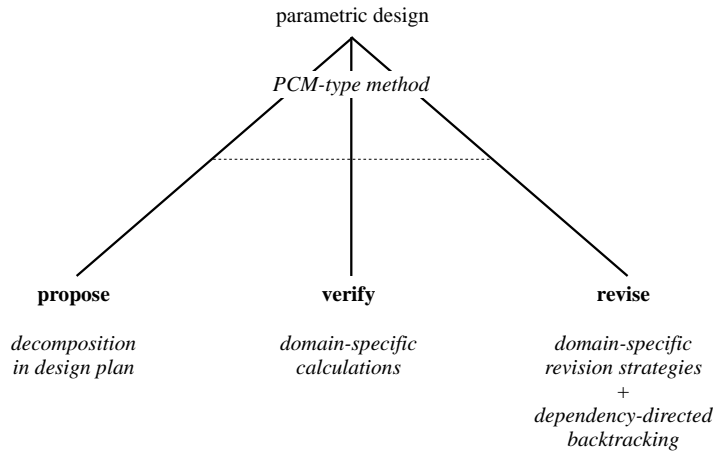 parametric design
PCM-type method
propose
verify
revise
decomposition
in design plan
domain-specific
calculations
domain-specific
revision strategies
+
dependency-directed
backtracking